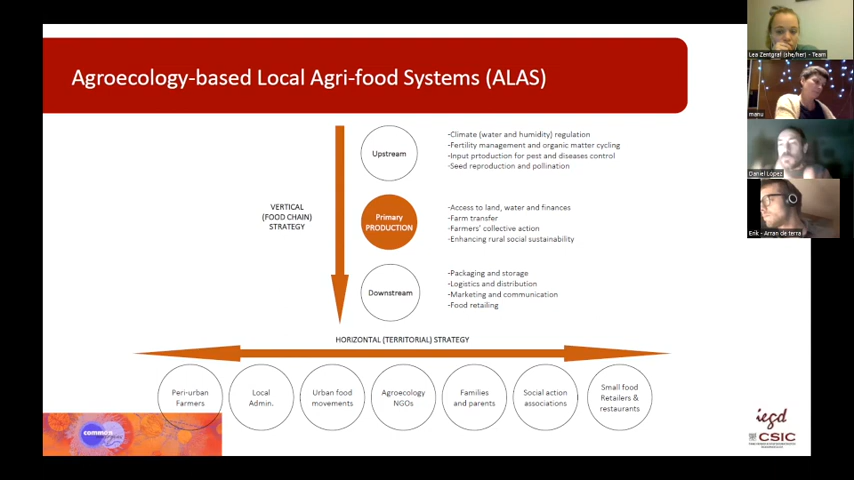 Agroecology-based Local Agri-food Systems (ALAS)
Upstream
-Climate (water and humidity) regulation
-Fertility management and organic matter cycling
-Input prtoduction for pest and diseases control
-Seed reproduction and pollination
VERTICAL
(FOOD CHAIN)
STRATEGY
Primary
PRODUCTION
-Access to land, water and finances
-Farm transfer
-Farmers' collective action
-Enhancing rural social sustainability
Downstream
-Packaging and storage
-Logistics and distribution
-Marketing and communication
-Food retailing
HORIZONTAL (TERRITORIAL) STRATEGY
Peri-urban
Farmers
Local
Admin.
Urban food
movements
Agroecology
NGOs
Families
and parents
Social action
associations
Small food
Retailers &
restaurants
iegd
CSIC
Lea Zentgraf (she/her) - Team
manu
Daniel López
Erik - Arran de terra